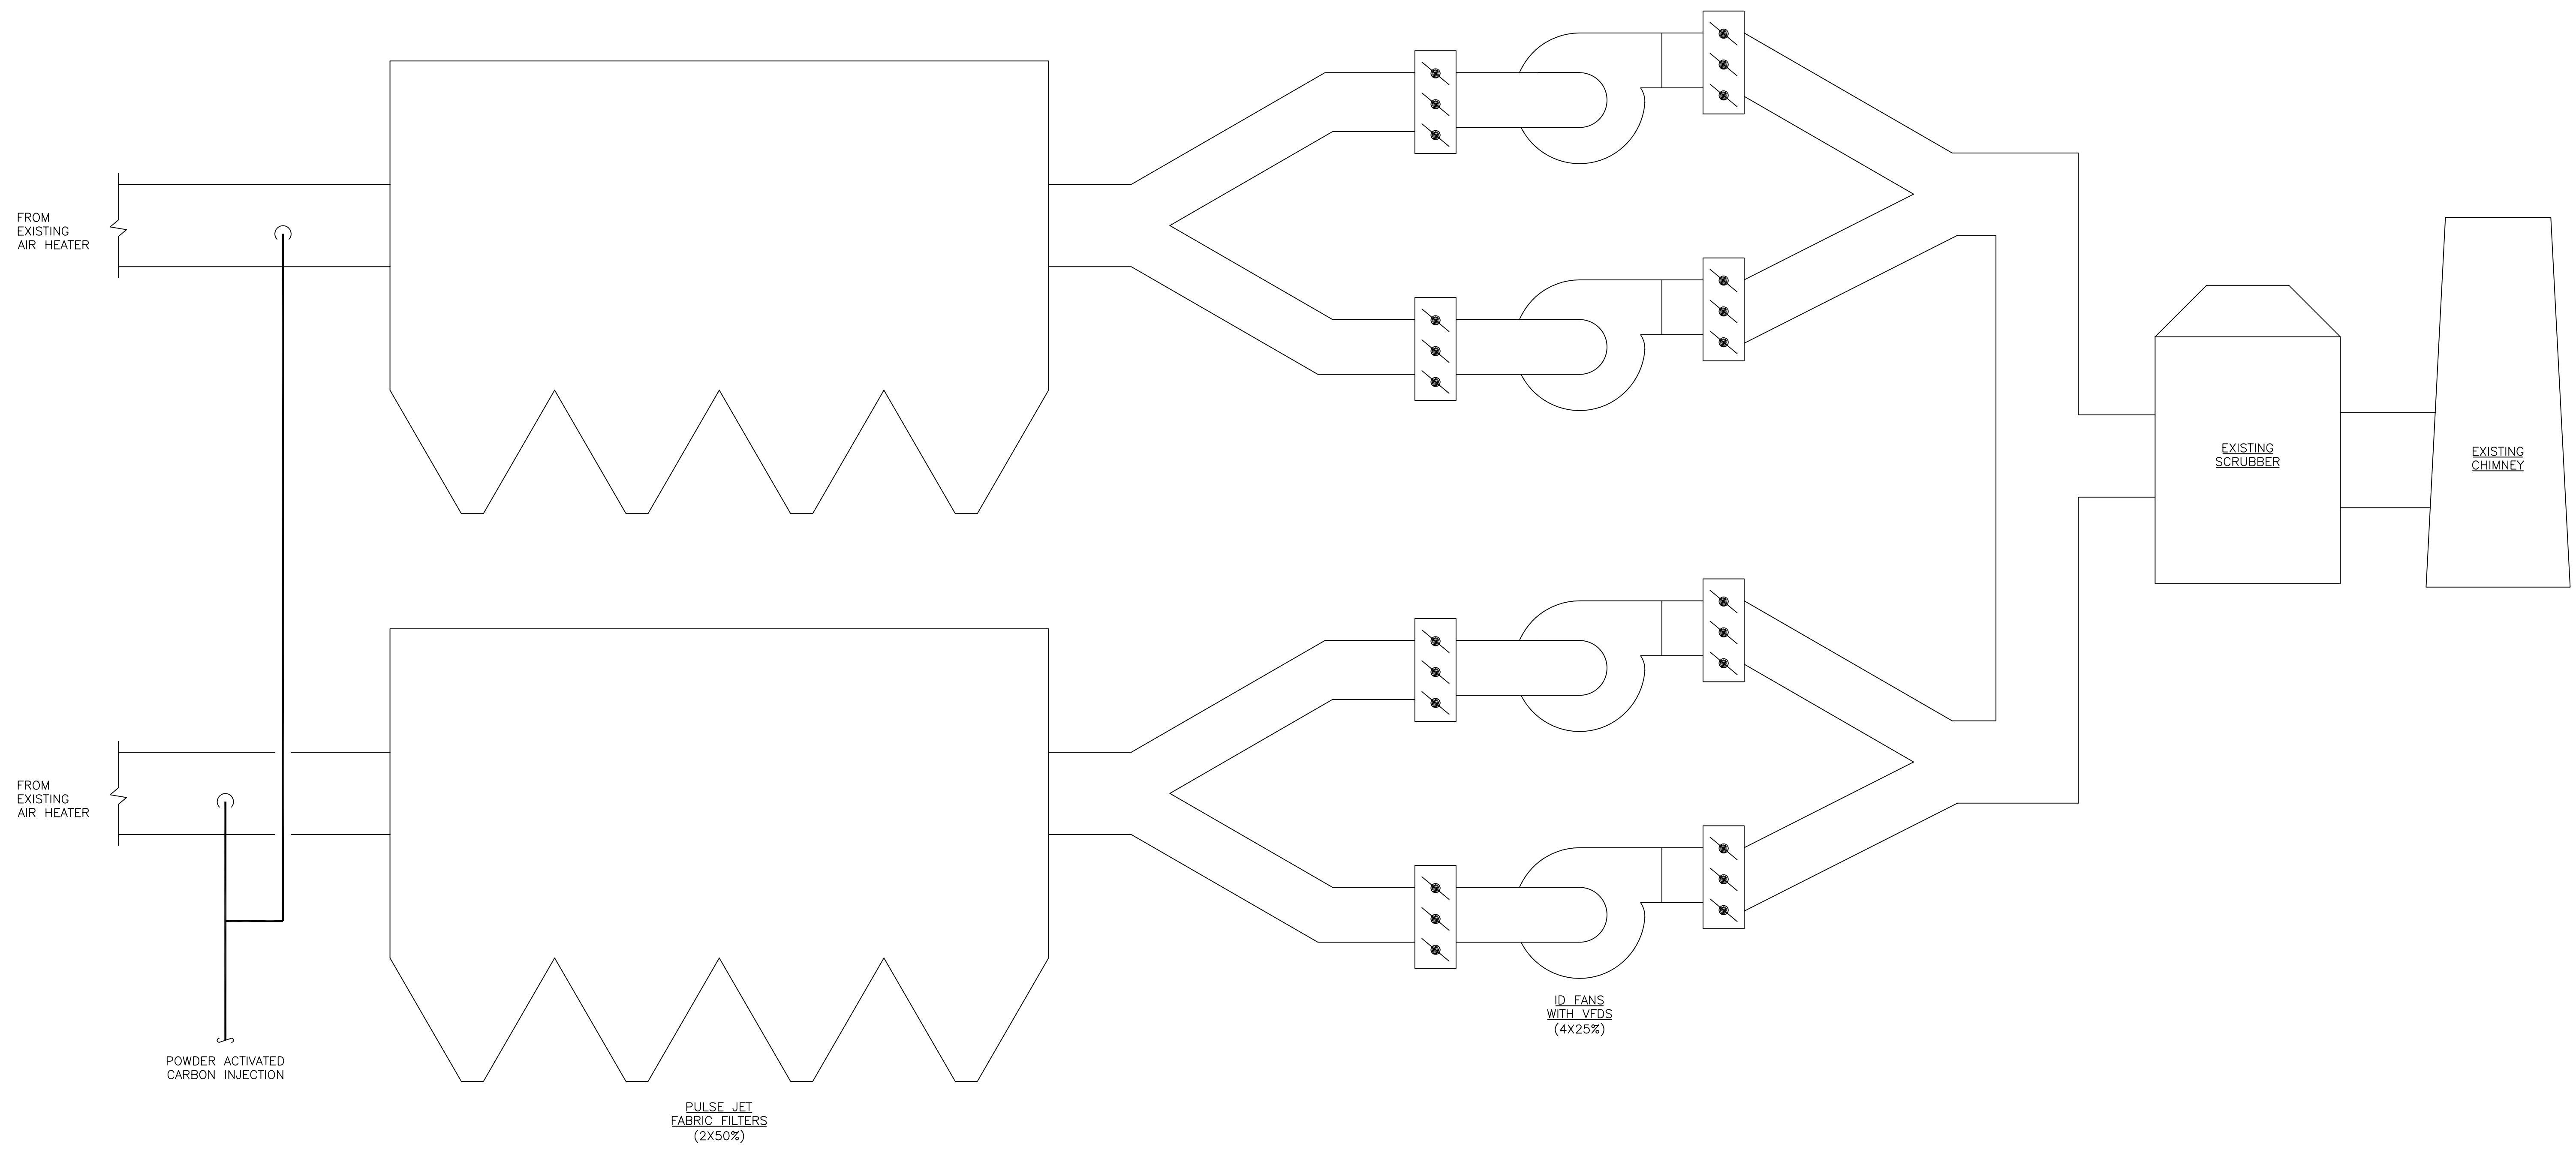 FROM
EXISTING
AIR HEATER
EXISTING
SCRUBBER
EXISTING
CHIMNEY
FROM
EXISTING
AIR HEATER
POWDER ACTIVATED
CARBON INJECTION
ID FANS
WITH VFDS
(4X25%)
PULSE JET
FABRIC FILTERS
(2X50%)